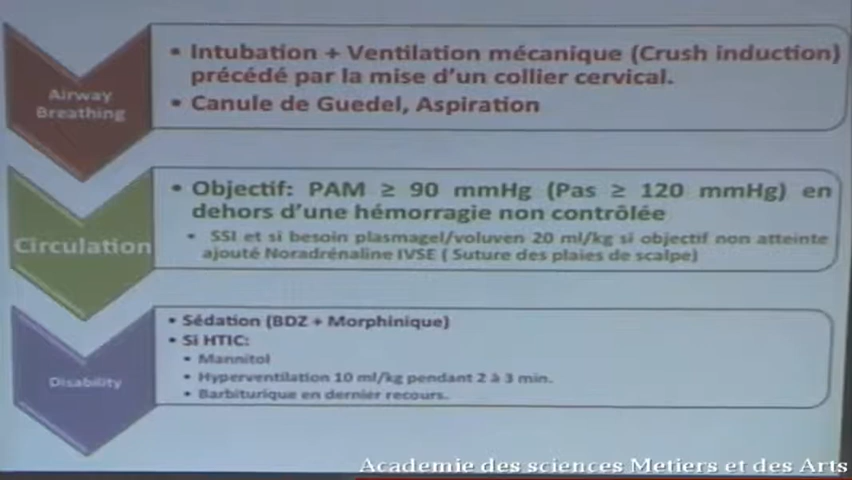 Airway
Breathing
• Intubation + Ventilation mécanique (Crush induction)
précédé par la mise d'un collier cervical.
• Canule de Guedel, Aspiration
Circulation
• Objectif: PAM ≥ 90 mmHg (Pas ≥ 120 mmHg) en
dehors d'une hémorragie non contrôlée
• SSI et si besoin plasmagel/voluven 20 ml/kg si objectif non atteinte
ajouté Noradrénaline IVSE ( Suture des plaies de scalpe)
Disability
• Sédation (BDZ + Morphinique)
• Si HTIC:
• Mannitol
• Hyperventilation 10 ml/kg pendant 2 à 3 min.
• Barbiturique en dernier recours.
Academie des sciences Metiers et des Arts